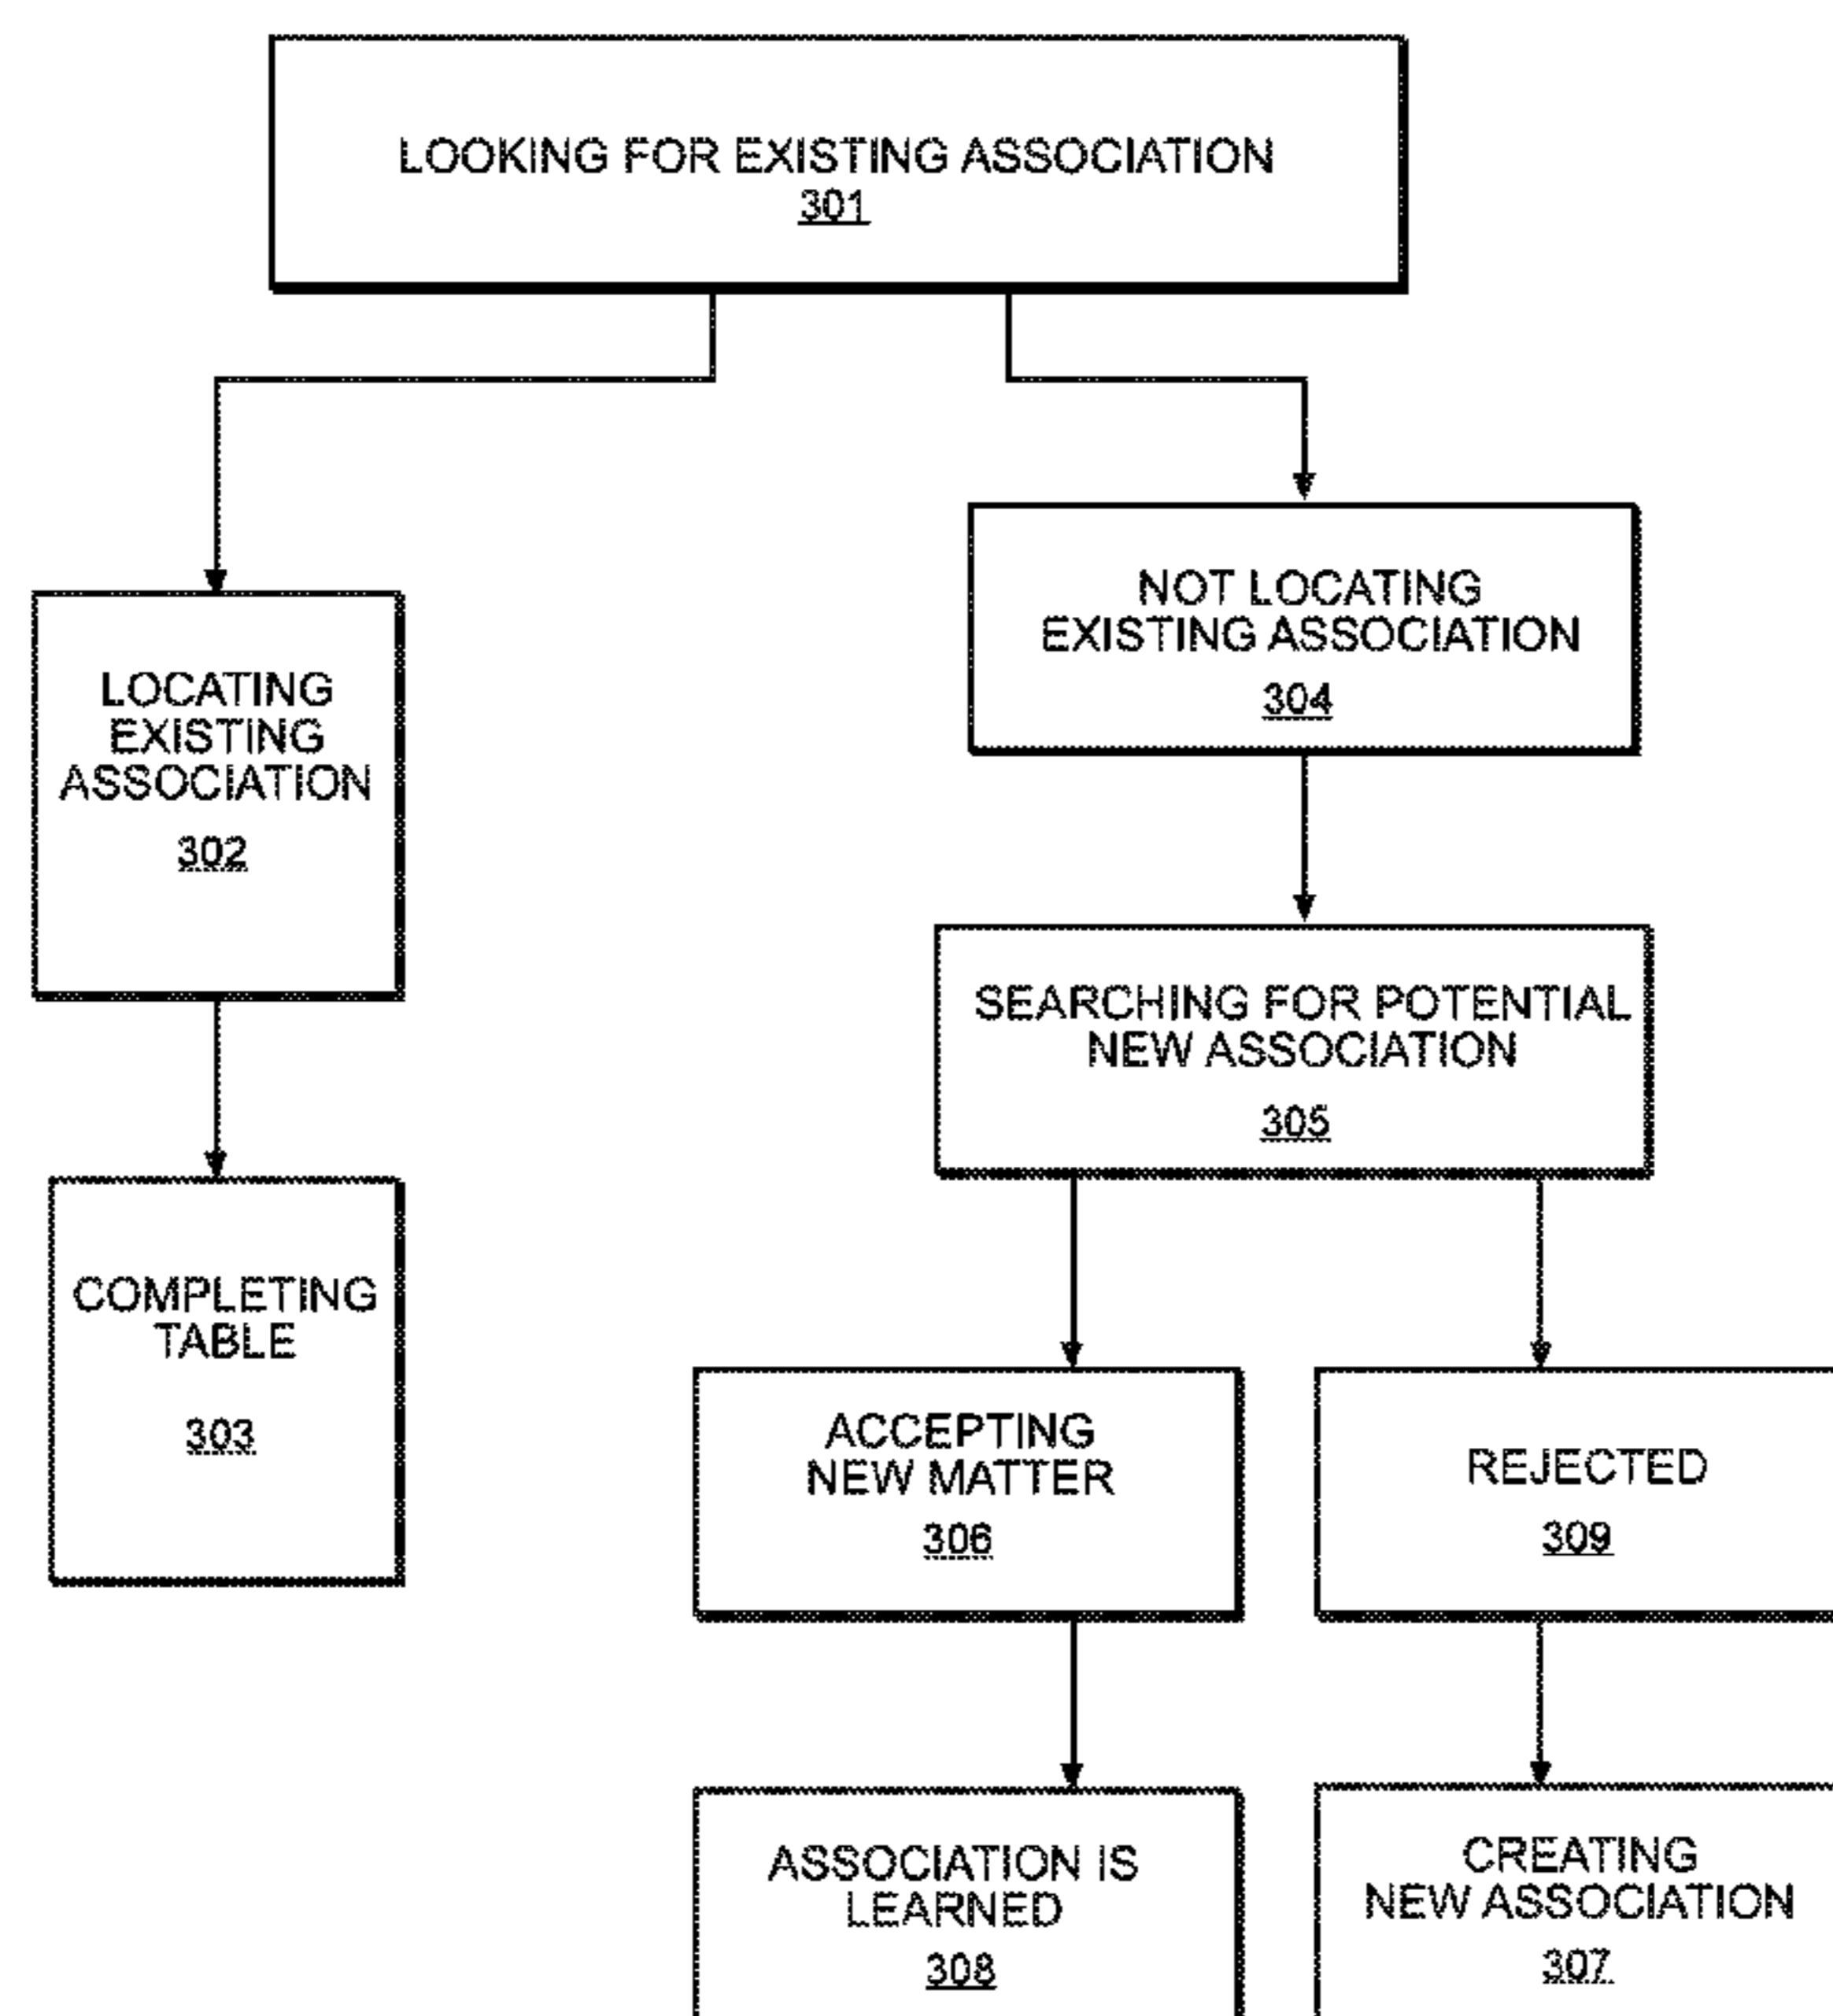 LOOKING FOR EXISTING ASSOCIATION
301
LOCATING
EXISTING
ASSOCIATION
302
COMPLETING
TABLE
303
NOT LOCATING
EXISTING ASSOCIATION
304
SEARCHING FOR POTENTIAL
NEW ASSOCIATION
305
ACCEPTING
NEW MATTER
306
REJECTED
309
ASSOCIATION IS
LEARNED
308
CREATING
NEW ASSOCIATION
307